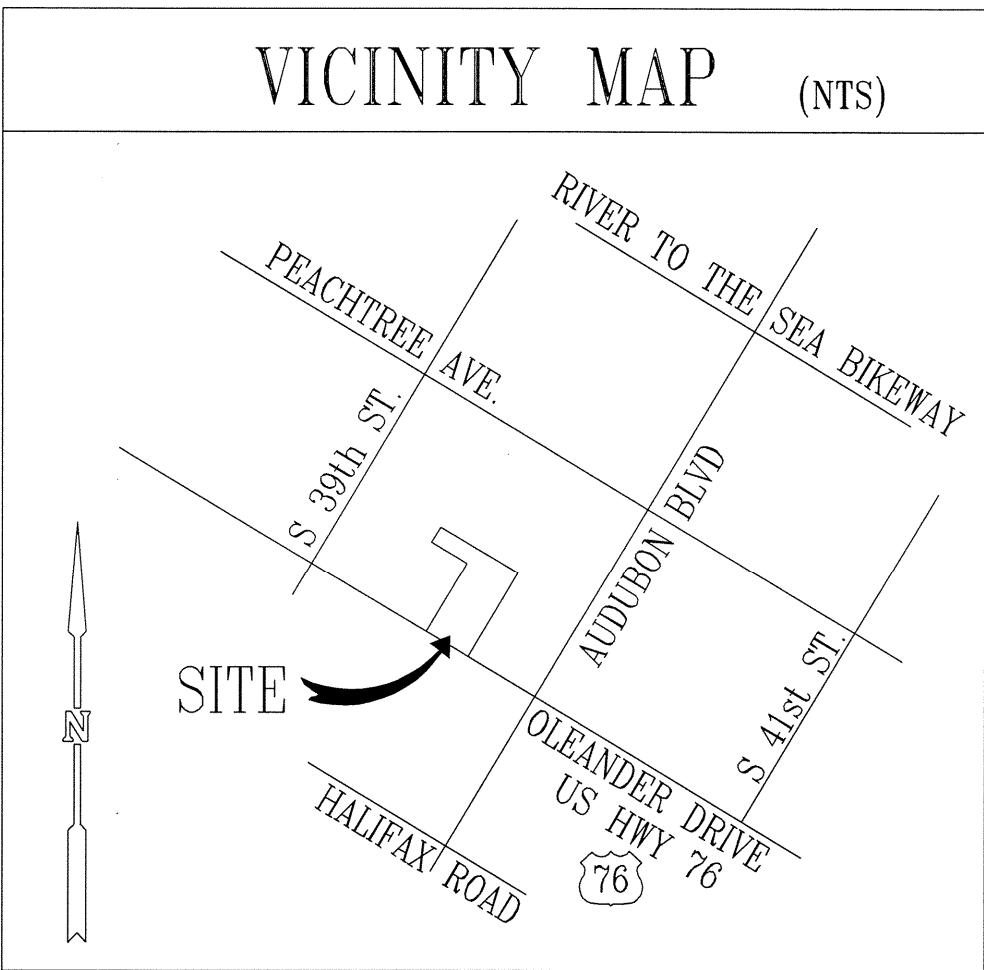 VICINITY MAP (NTS)
RIVER TO THE SEA BIKEWAY
PEACHTREE AVE.
S 39th ST.
AUDUBON BLVD
S 41st ST.
SITE
N
OLEANDER DRIVE
US HWY 76
76
HALIFAX ROAD